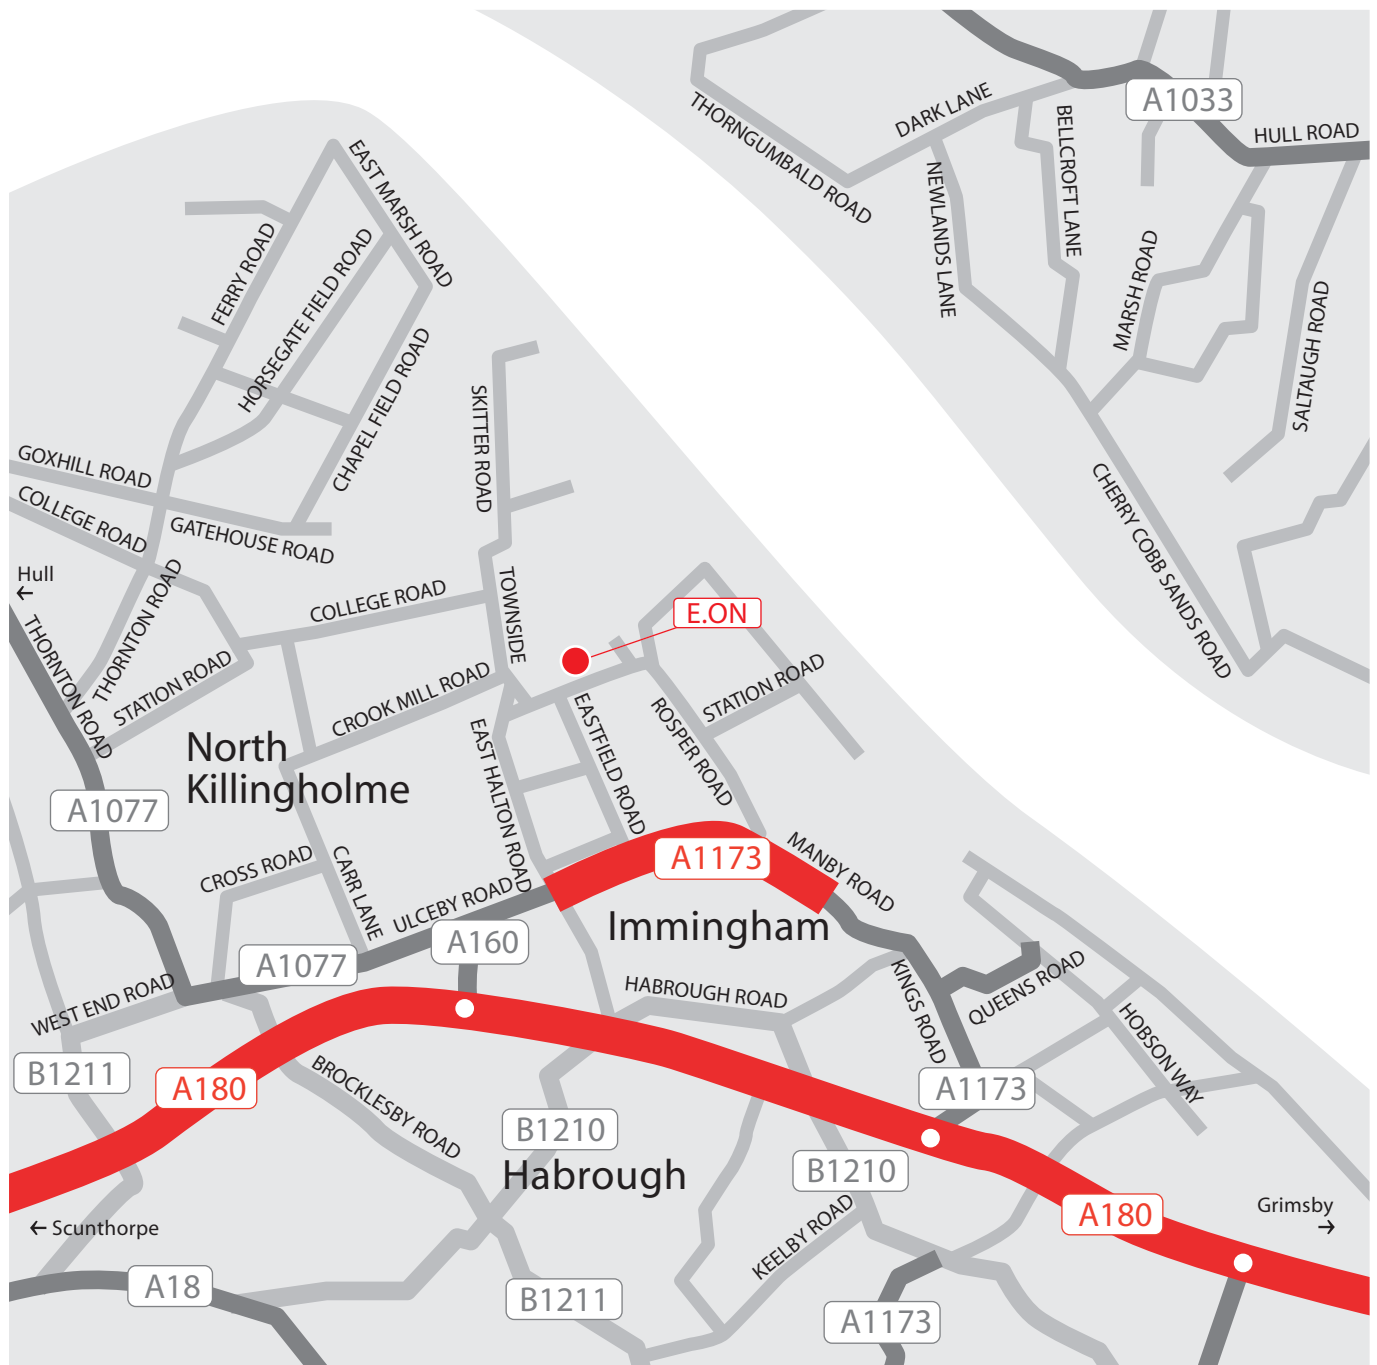 A1033
HULL ROAD
DARK LANE
THORNGUMBALD ROAD
BELLCROFT LANE
NEWLANDS LANE
MARSH ROAD
SALTAUGH ROAD
CHERRY COBB SANDS ROAD
EAST MARSH ROAD
FERRY ROAD
HORSEGATE FIELD ROAD
CHAPEL FIELD ROAD
SKITTER ROAD
GOXHILL ROAD
COLLEGE ROAD
GATEHOUSE ROAD
Hull
←
THORNTON ROAD
THORNTON ROAD
COLLEGE ROAD
TOWNSIDE
E.ON
STATION ROAD
CROOK MILL ROAD
STATION ROAD
EASTFIELD ROAD
ROSPER ROAD
EAST HALTON ROAD
North
Killingholme
A1077
CROSS ROAD
CARR LANE
ULCEBY ROAD
A1173
MANBY ROAD
Immingham
A160
A1077
WEST END ROAD
HABROUGH ROAD
KINGS ROAD
QUEENS ROAD
HOBSON WAY
B1211
A180
BROCKLESBY ROAD
A1173
B1210
Habrough
B1210
KEELBY ROAD
A180
Grimsby
→
← Scunthorpe
A18
B1211
A1173